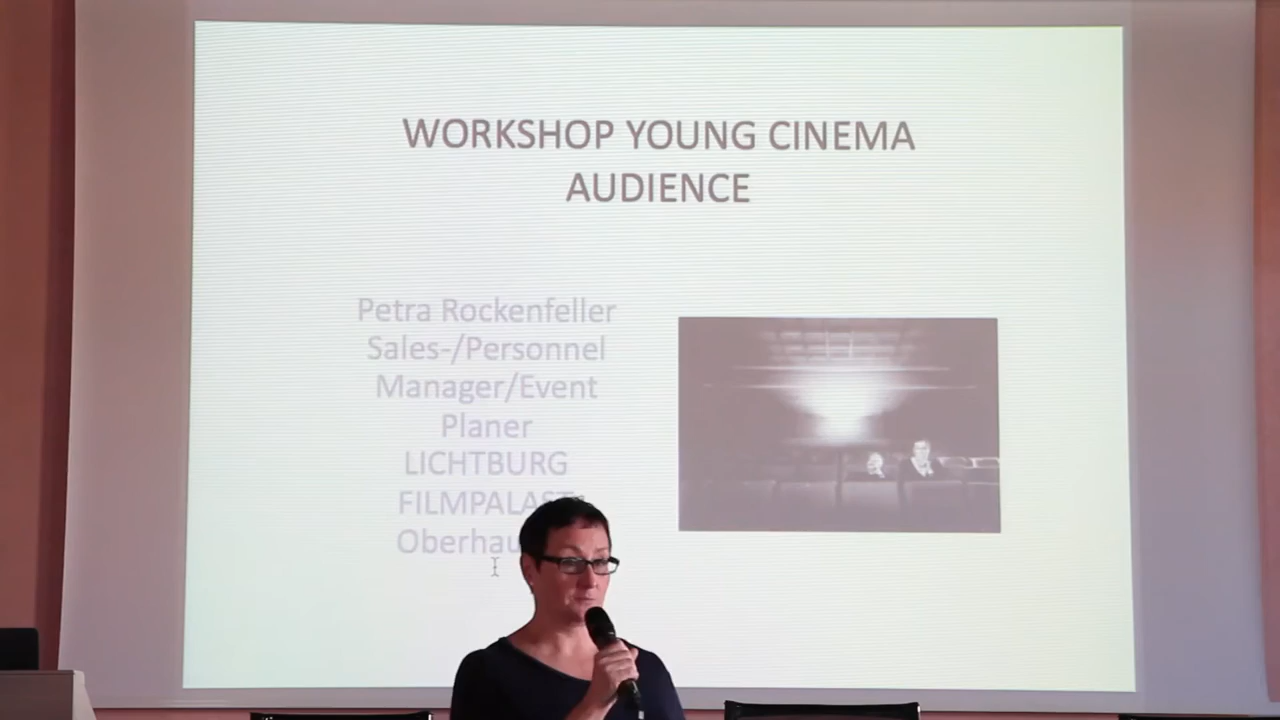 WORKSHOP YOUNG CINEMA
AUDIENCE
Petra Rockenfeller
Sales-/Personnel
Manager/Event
Planer
LICHTBURG